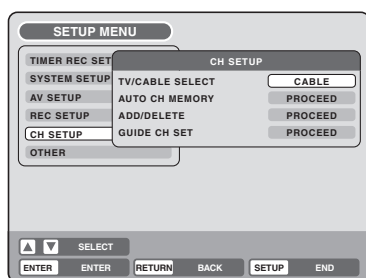 SETUP MENU
TIMER REC SET
CH SETUP
SYSTEM SETUP
TV/CABLE SELECT CABLE
AV SETUP
AUTO CH MEMORY PROCEED
REC SETUP
ADD/DELETE PROCEED
CH SETUP
GUIDE CH SET PROCEED
OTHER
▲ ▼ SELECT
ENTER ENTER RETURN BACK SETUP END